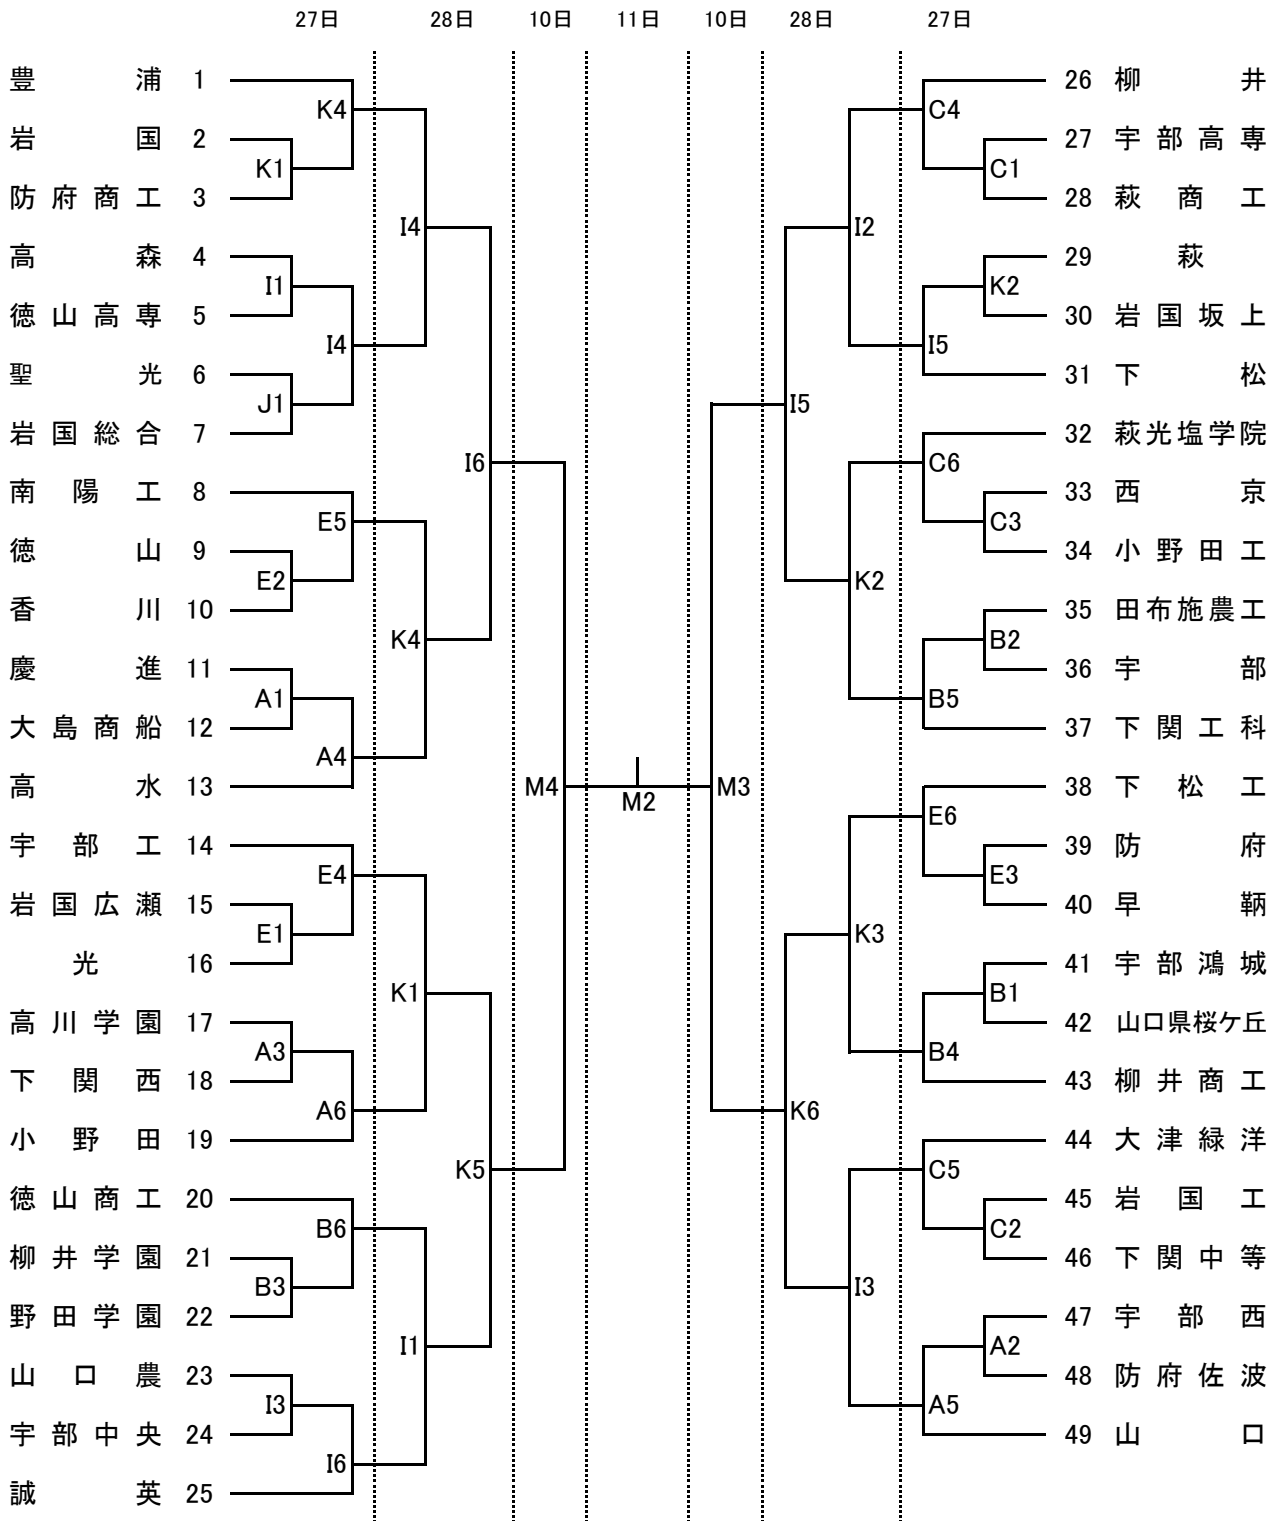 27日 28日 10日 11日 10日 28日 27日
豊浦 1
K4
岩国 2
K1
防府商工 3
I4
高森 4
I1
徳山高専 5
I4
聖光 6
J1
岩国総合 7
I6
南陽工 8
E5
徳山 9
E2
香川 10
K4
慶進 11
A1
大島商船 12
A4
高水 13
M4
宇部工 14
E4
岩国広瀬 15
E1
光 16
K1
高川学園 17
A3
下関西 18
A6
小野田 19
K5
徳山商工 20
B6
柳井学園 21
B3
野田学園 22
I1
山口農 23
I3
宇部中央 24
I6
誠英 25
M2
26 柳井
C4
27 宇部高専
C1
28 萩商工
I2
29 萩
K2
30 岩国坂上
I5
31 下松
I5
32 萩光塩学院
C6
33 西京
C3
34 小野田工
K2
35 田布施農工
B2
36 宇部
B5
37 下関工科
M3
38 下松工
E6
39 防府
E3
40 早鞆
K3
41 宇部鴻城
B1
42 山口県桜ケ丘
B4
43 柳井商工
K6
44 大津緑洋
C5
45 岩国工
C2
46 下関中等
I3
47 宇部西
A2
48 防府佐波
A5
49 山口